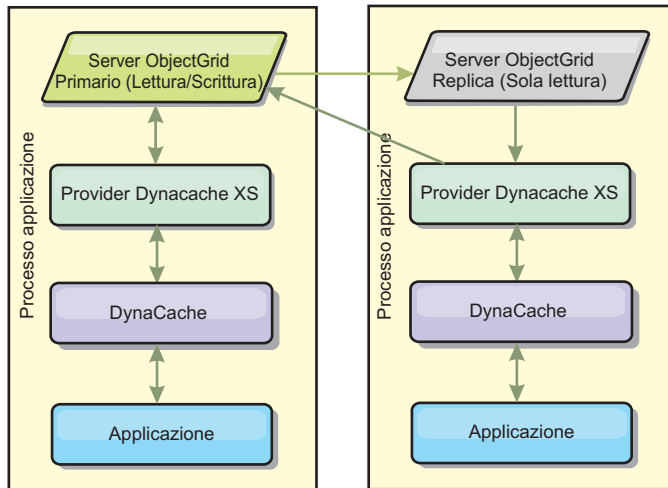 Server ObjectGrid
Primario (Lettura/Scrittura)
Provider Dynacache XS
DynaCache
Applicazione
Processo applicazione
Server ObjectGrid
Replica (Sola lettura)
Provider Dynacache XS
DynaCache
Applicazione
Processo applicazione